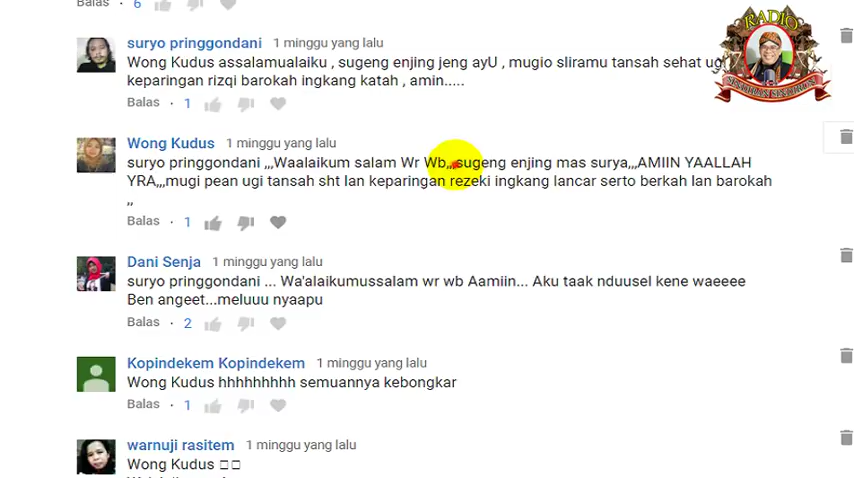 Balas · 6
suryo pringgondani 1 minggu yang lalu
Wong Kudus assalamualaiku , sugeng enjing jeng ayU , mugio sliramu tansah sehat ugi
keparingan rizqi barokah ingkang katah , amin.....
Balas · 1
Wong Kudus 1 minggu yang lalu
suryo pringgondani ,,,Waalaikum salam Wr Wb,,,sugeng enjing mas surya,,,AMIIN YAALLAH
YRA,,,mugi pean ugi tansah sht lan keparingan rezeki ingkang lancar serto berkah lan barokah
,,
Balas · 1
Dani Senja 1 minggu yang lalu
suryo pringgondani ... Wa'alaikumussalam wr wb Aamiin... Aku taak nduusel kene waeeee
Ben angeet...meluuu nyaapu
Balas · 2
Kopindekem Kopindekem 1 minggu yang lalu
Wong Kudus hhhhhhhhh semuannya kebongkar
Balas · 1
warnuji rasitem 1 minggu yang lalu
Wong Kudus
RADIO